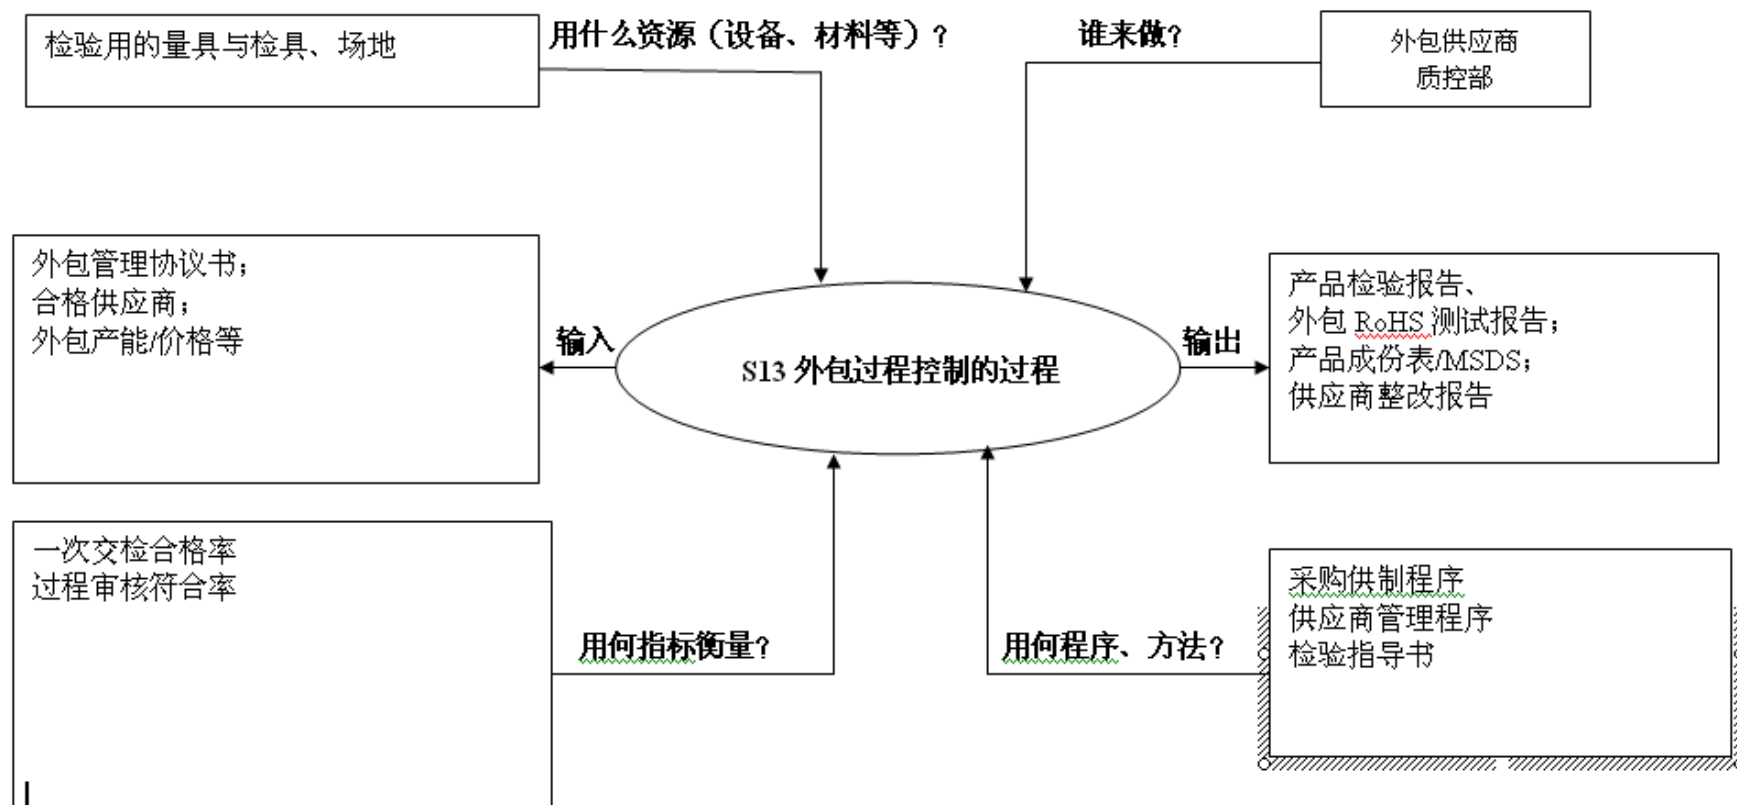 检验用的量具与检具、场地
用什么资源（设备、材料等）?
谁来做?
外包供应商
质控部
外包管理协议书；
合格供应商；
外包产能/价格等
输入
S13 外包过程控制的过程
输出
产品检验报告、
外包 RoHS 测试报告；
产品成份表/MSDS；
供应商整改报告
一次交检合格率
过程审核符合率
用何指标衡量?
用何程序、方法?
采购供制程序
供应商管理程序
检验指导书